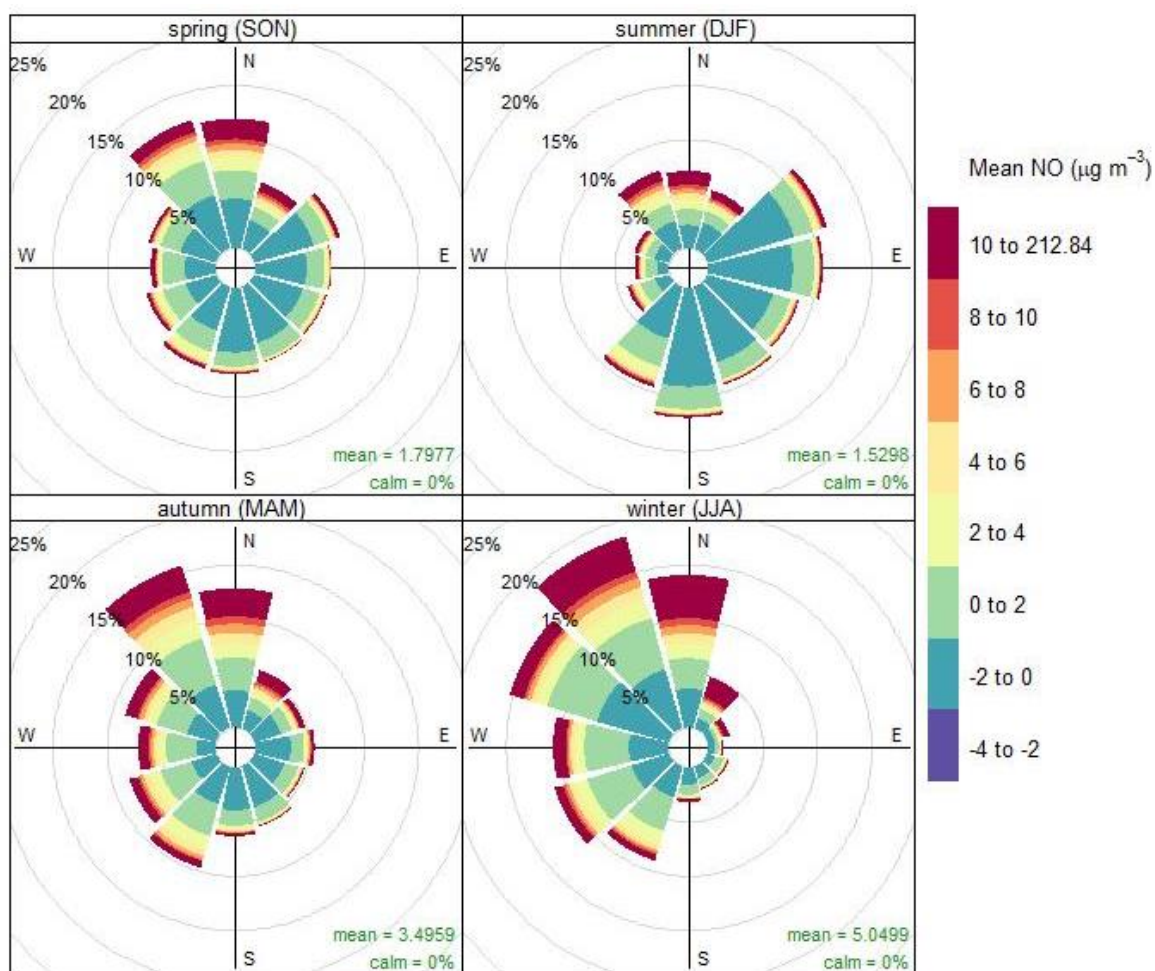 spring (SON)
25%
20%
15%
10%
5%
N
W
E
S
mean = 1.7977
calm = 0%
summer (DJF)
25%
20%
15%
10%
5%
N
W
E
S
mean = 1.5298
calm = 0%
autumn (MAM)
25%
20%
15%
10%
5%
N
W
E
S
mean = 3.4959
calm = 0%
winter (JJA)
25%
20%
15%
10%
5%
N
W
E
S
mean = 5.0499
calm = 0%
Mean NO (μg m⁻³)
10 to 212.84
8 to 10
6 to 8
4 to 6
2 to 4
0 to 2
-2 to 0
-4 to -2